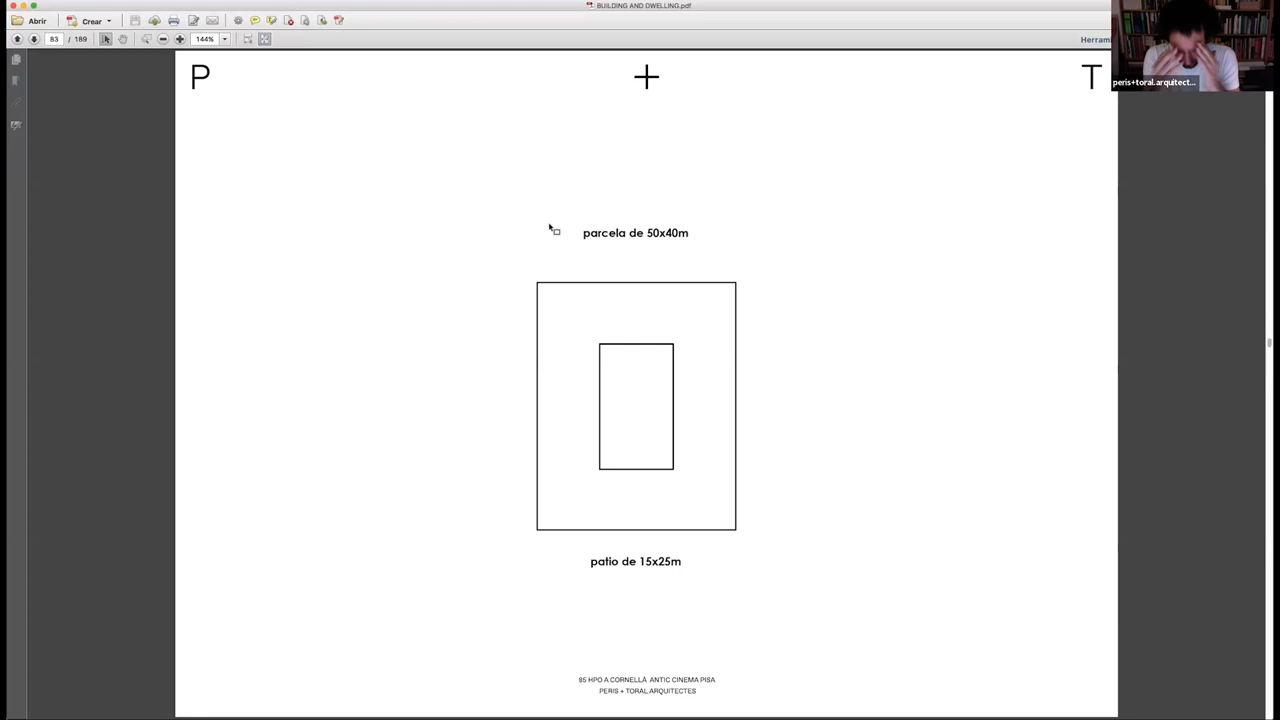 BUILDING AND DWELLING.pdf
Abrir
Crear
83 / 189
144%
Herrami
P + T
peris+toral.arquitect...
parcela de 50x40m
patio de 15x25m
85 HPO A CORNELLÀ ANTIC CINEMA PISA
PERIS + TORAL ARQUITECTES